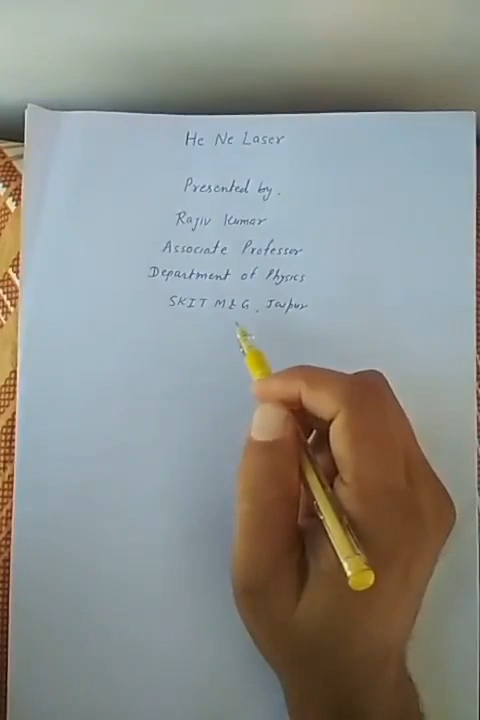 He Ne Laser
Presented by.
Rajiv Kumar
Associate Professor
Department of Physics
SKIT M&G, Jaipur